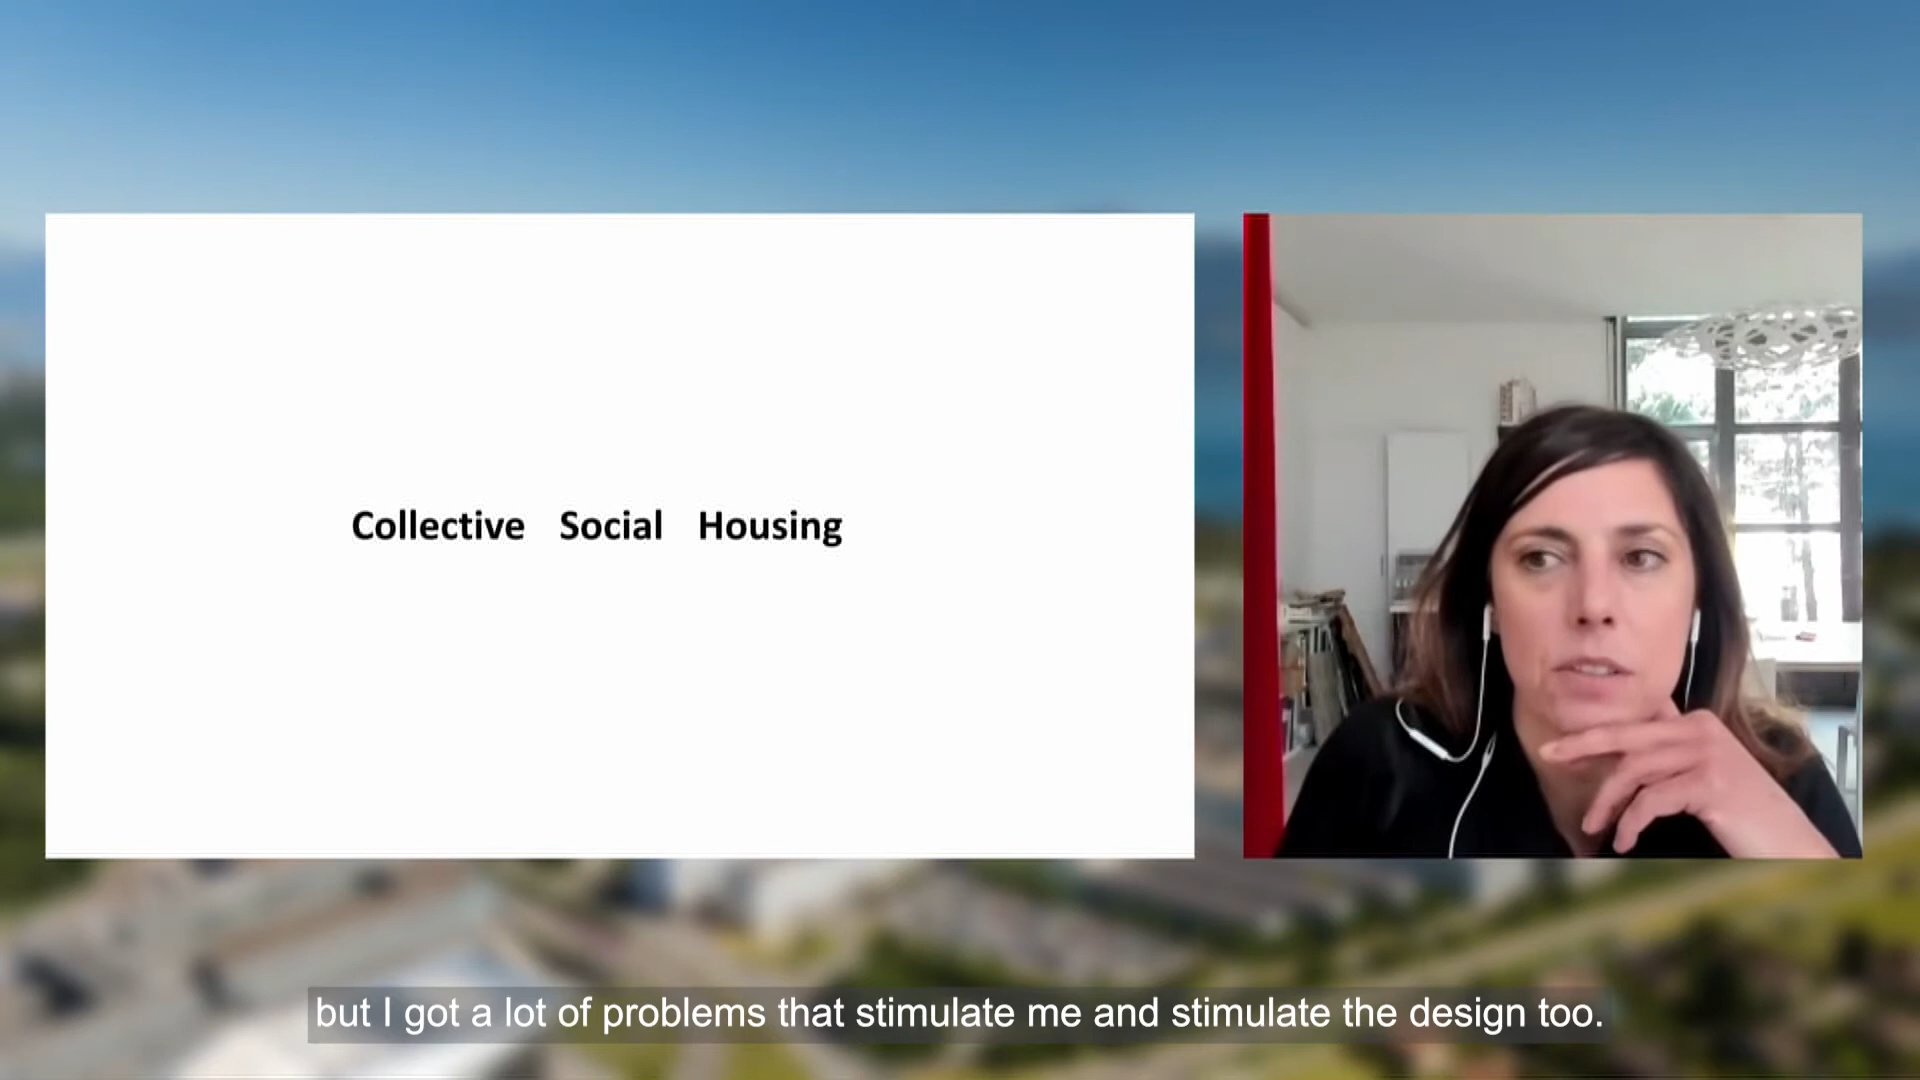 Collective Social Housing
but I got a lot of problems that stimulate me and stimulate the design too.